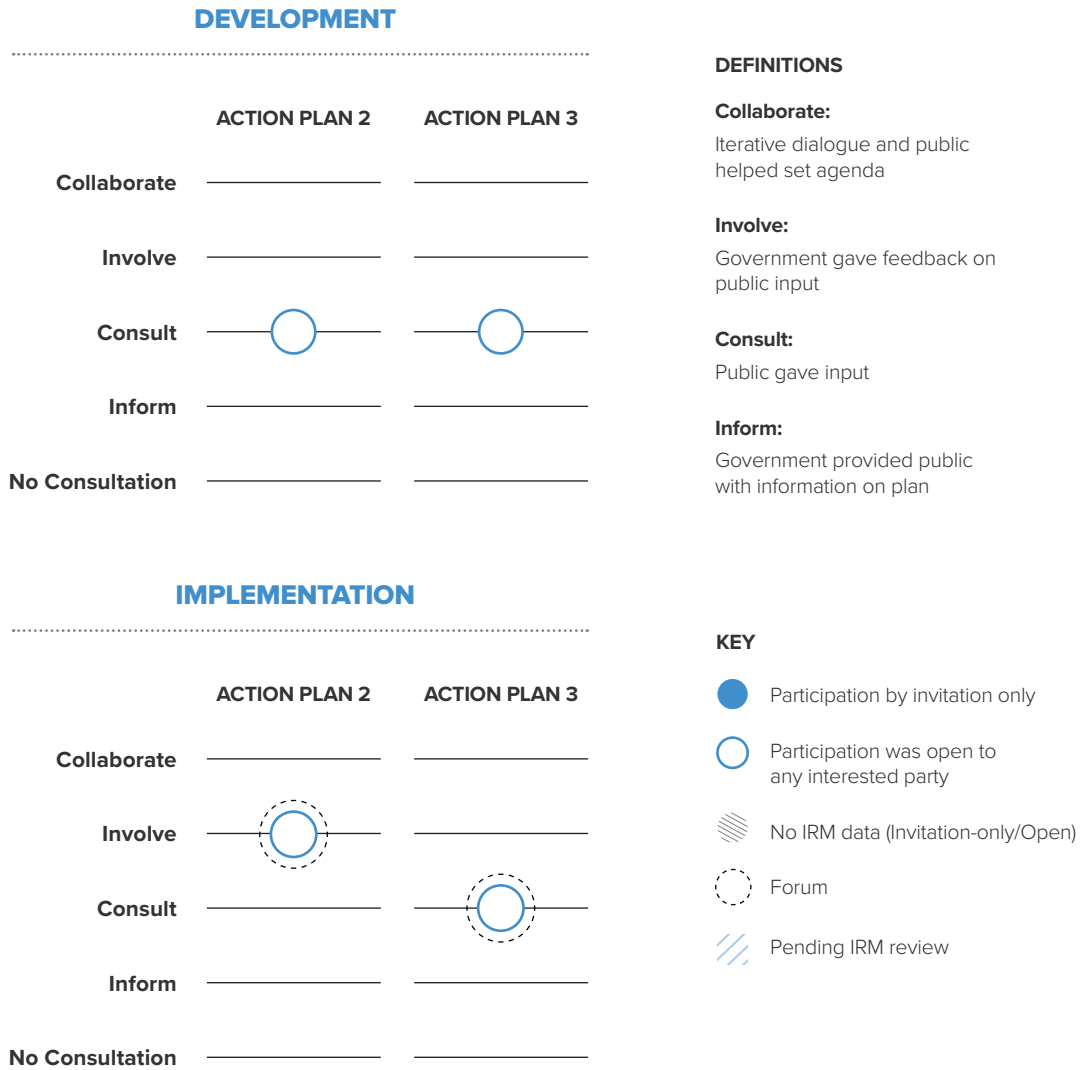 DEVELOPMENT
ACTION PLAN 2
ACTION PLAN 3
Collaborate
Involve
Consult
Inform
No Consultation
DEFINITIONS
Collaborate:
Iterative dialogue and public
helped set agenda
Involve:
Government gave feedback on
public input
Consult:
Public gave input
Inform:
Government provided public
with information on plan
IMPLEMENTATION
ACTION PLAN 2
ACTION PLAN 3
Collaborate
Involve
Consult
Inform
No Consultation
KEY
Participation by invitation only
Participation was open to
any interested party
No IRM data (Invitation-only/Open)
Forum
Pending IRM review